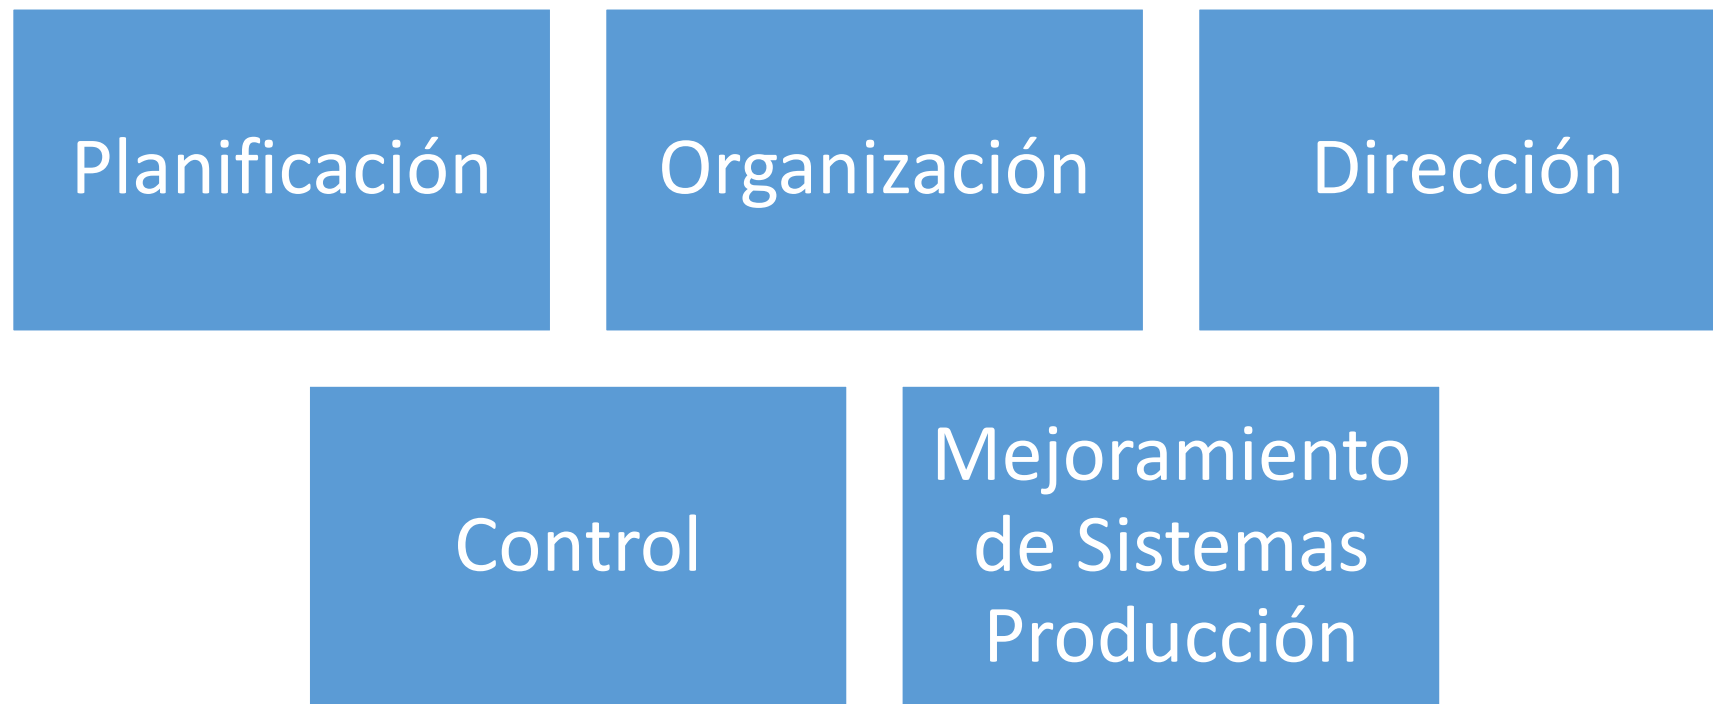 Planificación
Organización
Dirección
Control
Mejoramiento
de Sistemas
Producción